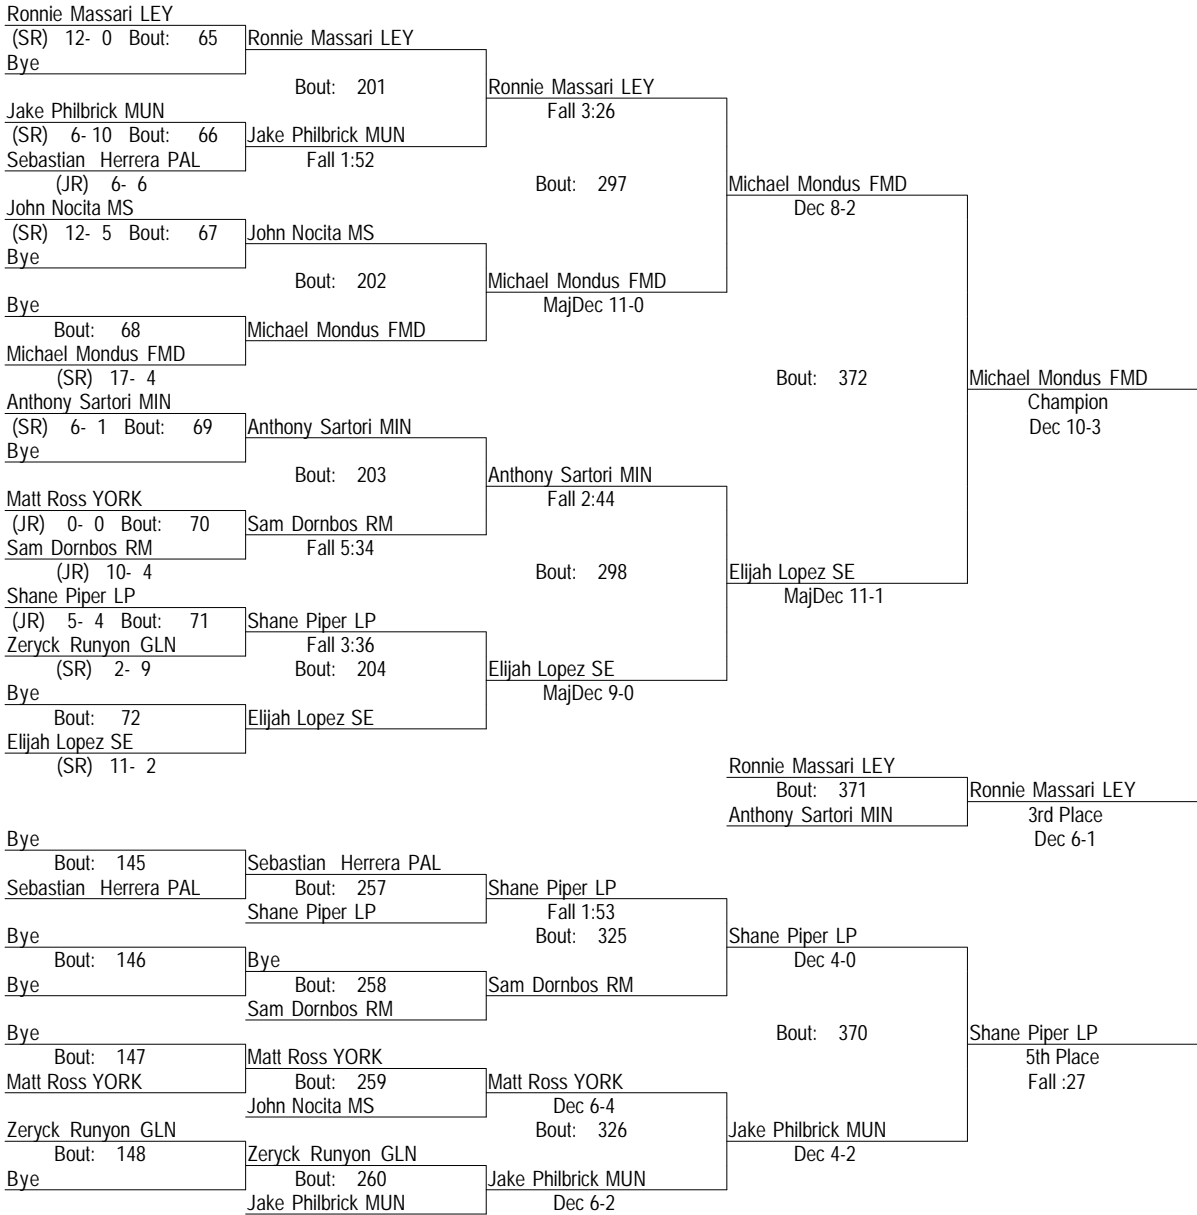 Ronnie Massari LEY
(SR) 12- 0 Bout: 65 Ronnie Massari LEY
Bye
Bout: 201 Ronnie Massari LEY
Jake Philbrick MUN Fall 3:26
(SR) 6- 10 Bout: 66 Jake Philbrick MUN
Sebastian Herrera PAL Fall 1:52
(JR) 6- 6 Bout: 297 Michael Mondus FMD
John Nocita MS Dec 8-2
(SR) 12- 5 Bout: 67 John Nocita MS
Bye
Bout: 202 Michael Mondus FMD
Bye MajDec 11-0
Bout: 68 Michael Mondus FMD
Michael Mondus FMD
(SR) 17- 4 Bout: 372 Michael Mondus FMD
Anthony Sartori MIN Champion
(SR) 6- 1 Bout: 69 Anthony Sartori MIN Dec 10-3
Bye
Bout: 203 Anthony Sartori MIN
Matt Ross YORK Fall 2:44
(JR) 0- 0 Bout: 70 Sam Dornbos RM
Sam Dornbos RM Fall 5:34
(JR) 10- 4 Bout: 298 Elijah Lopez SE
Shane Piper LP MajDec 11-1
(JR) 5- 4 Bout: 71 Shane Piper LP
Zeryck Runyon GLN Fall 3:36
(SR) 2- 9 Bout: 204 Elijah Lopez SE
Bye MajDec 9-0
Bout: 72 Elijah Lopez SE
Elijah Lopez SE
(SR) 11- 2 Ronnie Massari LEY
Bout: 371 Ronnie Massari LEY
Anthony Sartori MIN 3rd Place
Bye Dec 6-1
Bout: 145 Sebastian Herrera PAL
Sebastian Herrera PAL Bout: 257 Shane Piper LP
Shane Piper LP Fall 1:53
Bye Bout: 325 Shane Piper LP
Bout: 146 Bye Dec 4-0
Bye Bout: 258 Sam Dornbos RM
Sam Dornbos RM
Bye Bout: 370 Shane Piper LP
Bout: 147 Matt Ross YORK 5th Place
Matt Ross YORK Bout: 259 Matt Ross YORK Fall :27
John Nocita MS Dec 6-4
Zeryck Runyon GLN Bout: 326 Jake Philbrick MUN
Bout: 148 Zeryck Runyon GLN Dec 4-2
Bye Bout: 260 Jake Philbrick MUN
Jake Philbrick MUN Dec 6-2